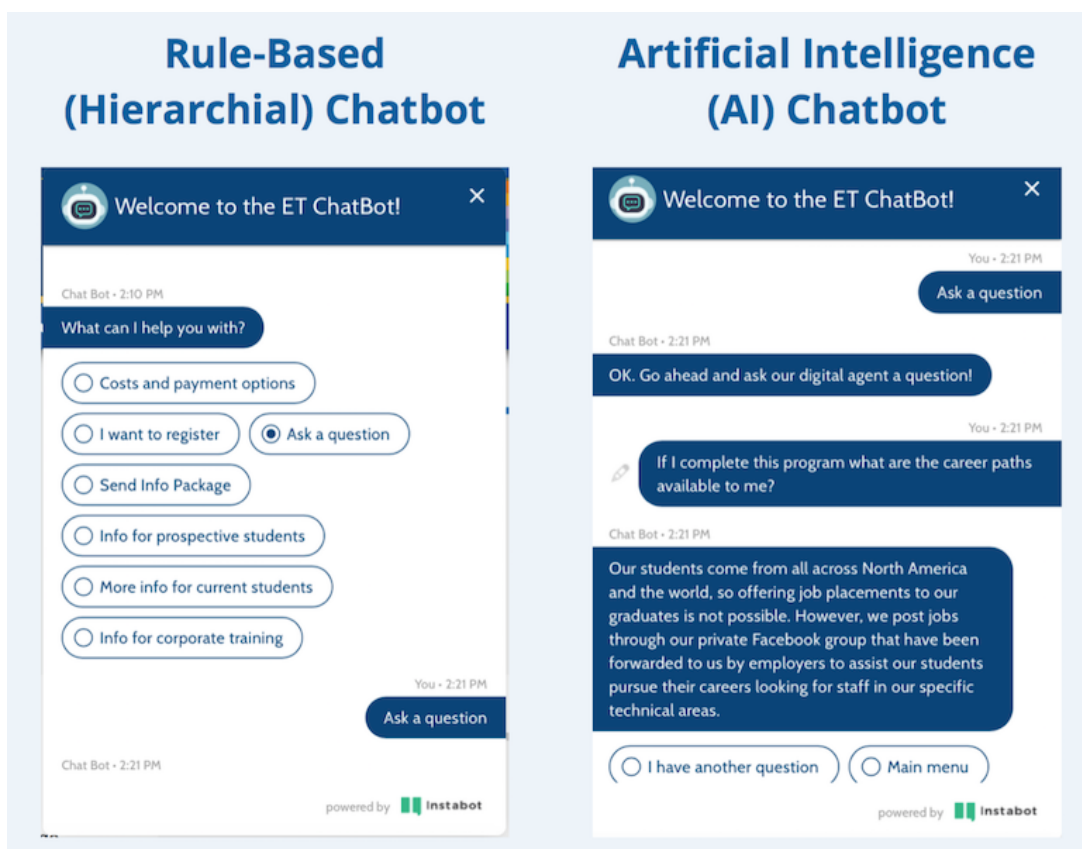 Rule-Based
(Hierarchial) Chatbot
Welcome to the ET ChatBot!
Chat Bot • 2:10 PM
What can I help you with?
Costs and payment options
I want to register
Ask a question
Send Info Package
Info for prospective students
More info for current students
Info for corporate training
You • 2:21 PM
Ask a question
Chat Bot • 2:21 PM
powered by Instabot
Artificial Intelligence
(AI) Chatbot
Welcome to the ET ChatBot!
You • 2:21 PM
Ask a question
Chat Bot • 2:21 PM
OK. Go ahead and ask our digital agent a question!
You • 2:21 PM
If I complete this program what are the career paths
available to me?
Chat Bot • 2:21 PM
Our students come from all across North America
and the world, so offering job placements to our
graduates is not possible. However, we post jobs
through our private Facebook group that have been
forwarded to us by employers to assist our students
pursue their careers looking for staff in our specific
technical areas.
I have another question
Main menu
powered by Instabot